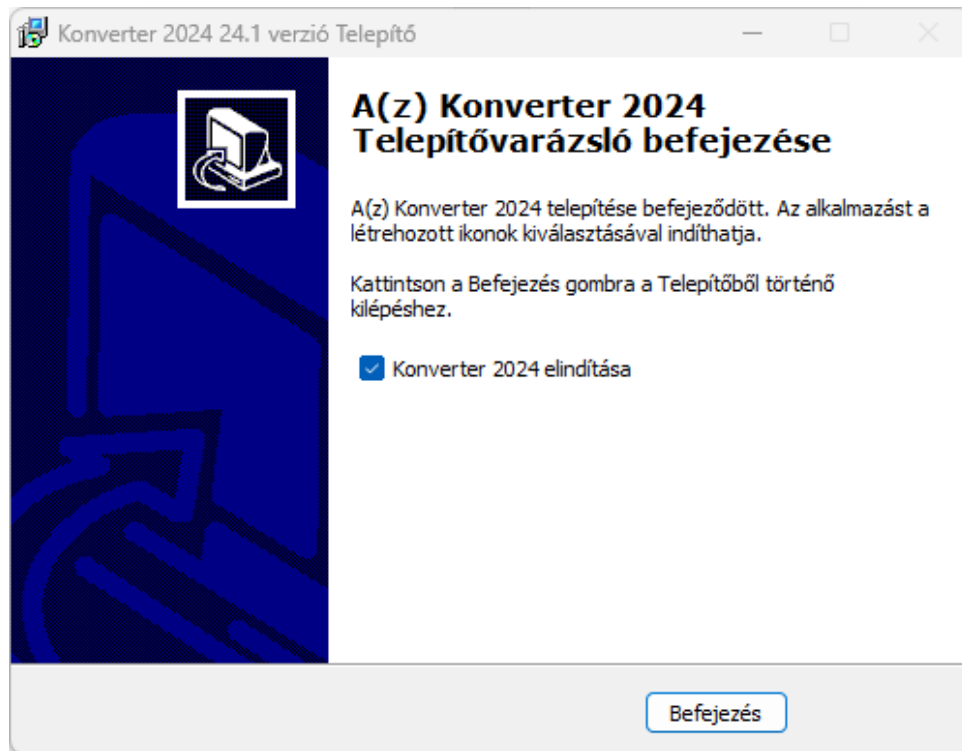 Konverter 2024 24.1 verzió Telepítő
A(z) Konverter 2024
Telepítővarázsló befejezése
A(z) Konverter 2024 telepítése befejeződött. Az alkalmazást a
létrehozott ikonok kiválasztásával indíthatja.
Kattintson a Befejezés gombra a Telepítőből történő
kilépéshez.
Konverter 2024 elindítása
Befejezés